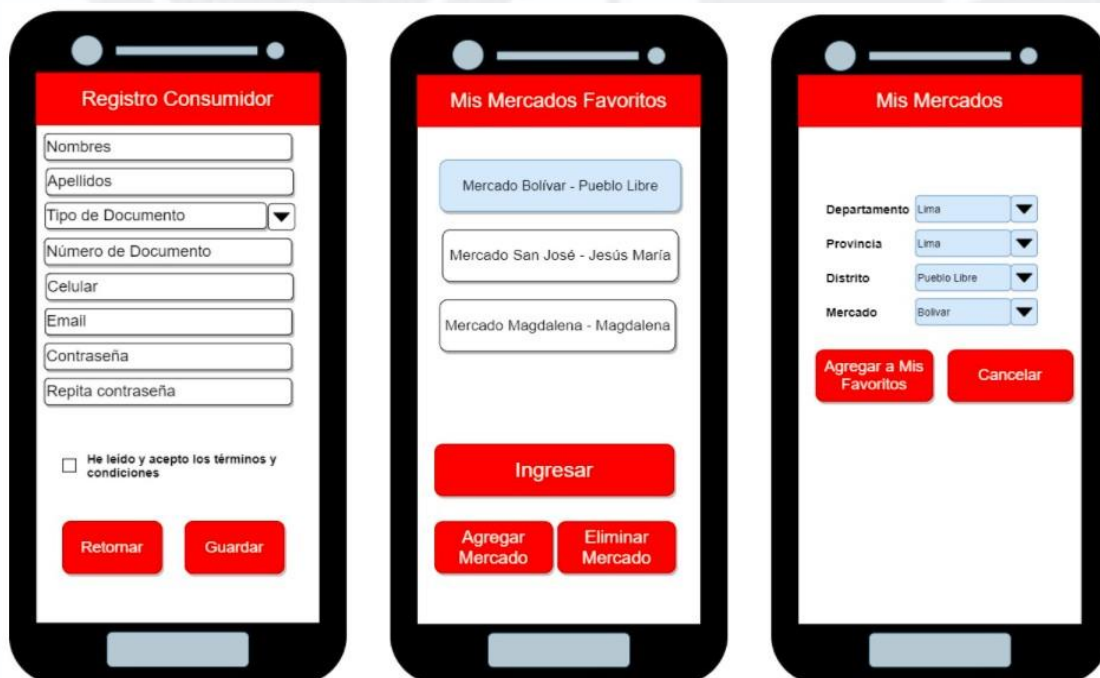 Registro Consumidor
Nombres
Apellidos
Tipo de Documento
Número de Documento
Celular
Email
Contraseña
Repita contraseña
He leído y acepto los términos y
condiciones
Retornar
Guardar
Mis Mercados Favoritos
Mercado Bolívar - Pueblo Libre
Mercado San José - Jesús María
Mercado Magdalena - Magdalena
Ingresar
Agregar
Mercado
Eliminar
Mercado
Mis Mercados
Departamento Lima
Provincia Lima
Distrito Pueblo Libre
Mercado Bolivar
Agregar a Mis
Favoritos
Cancelar